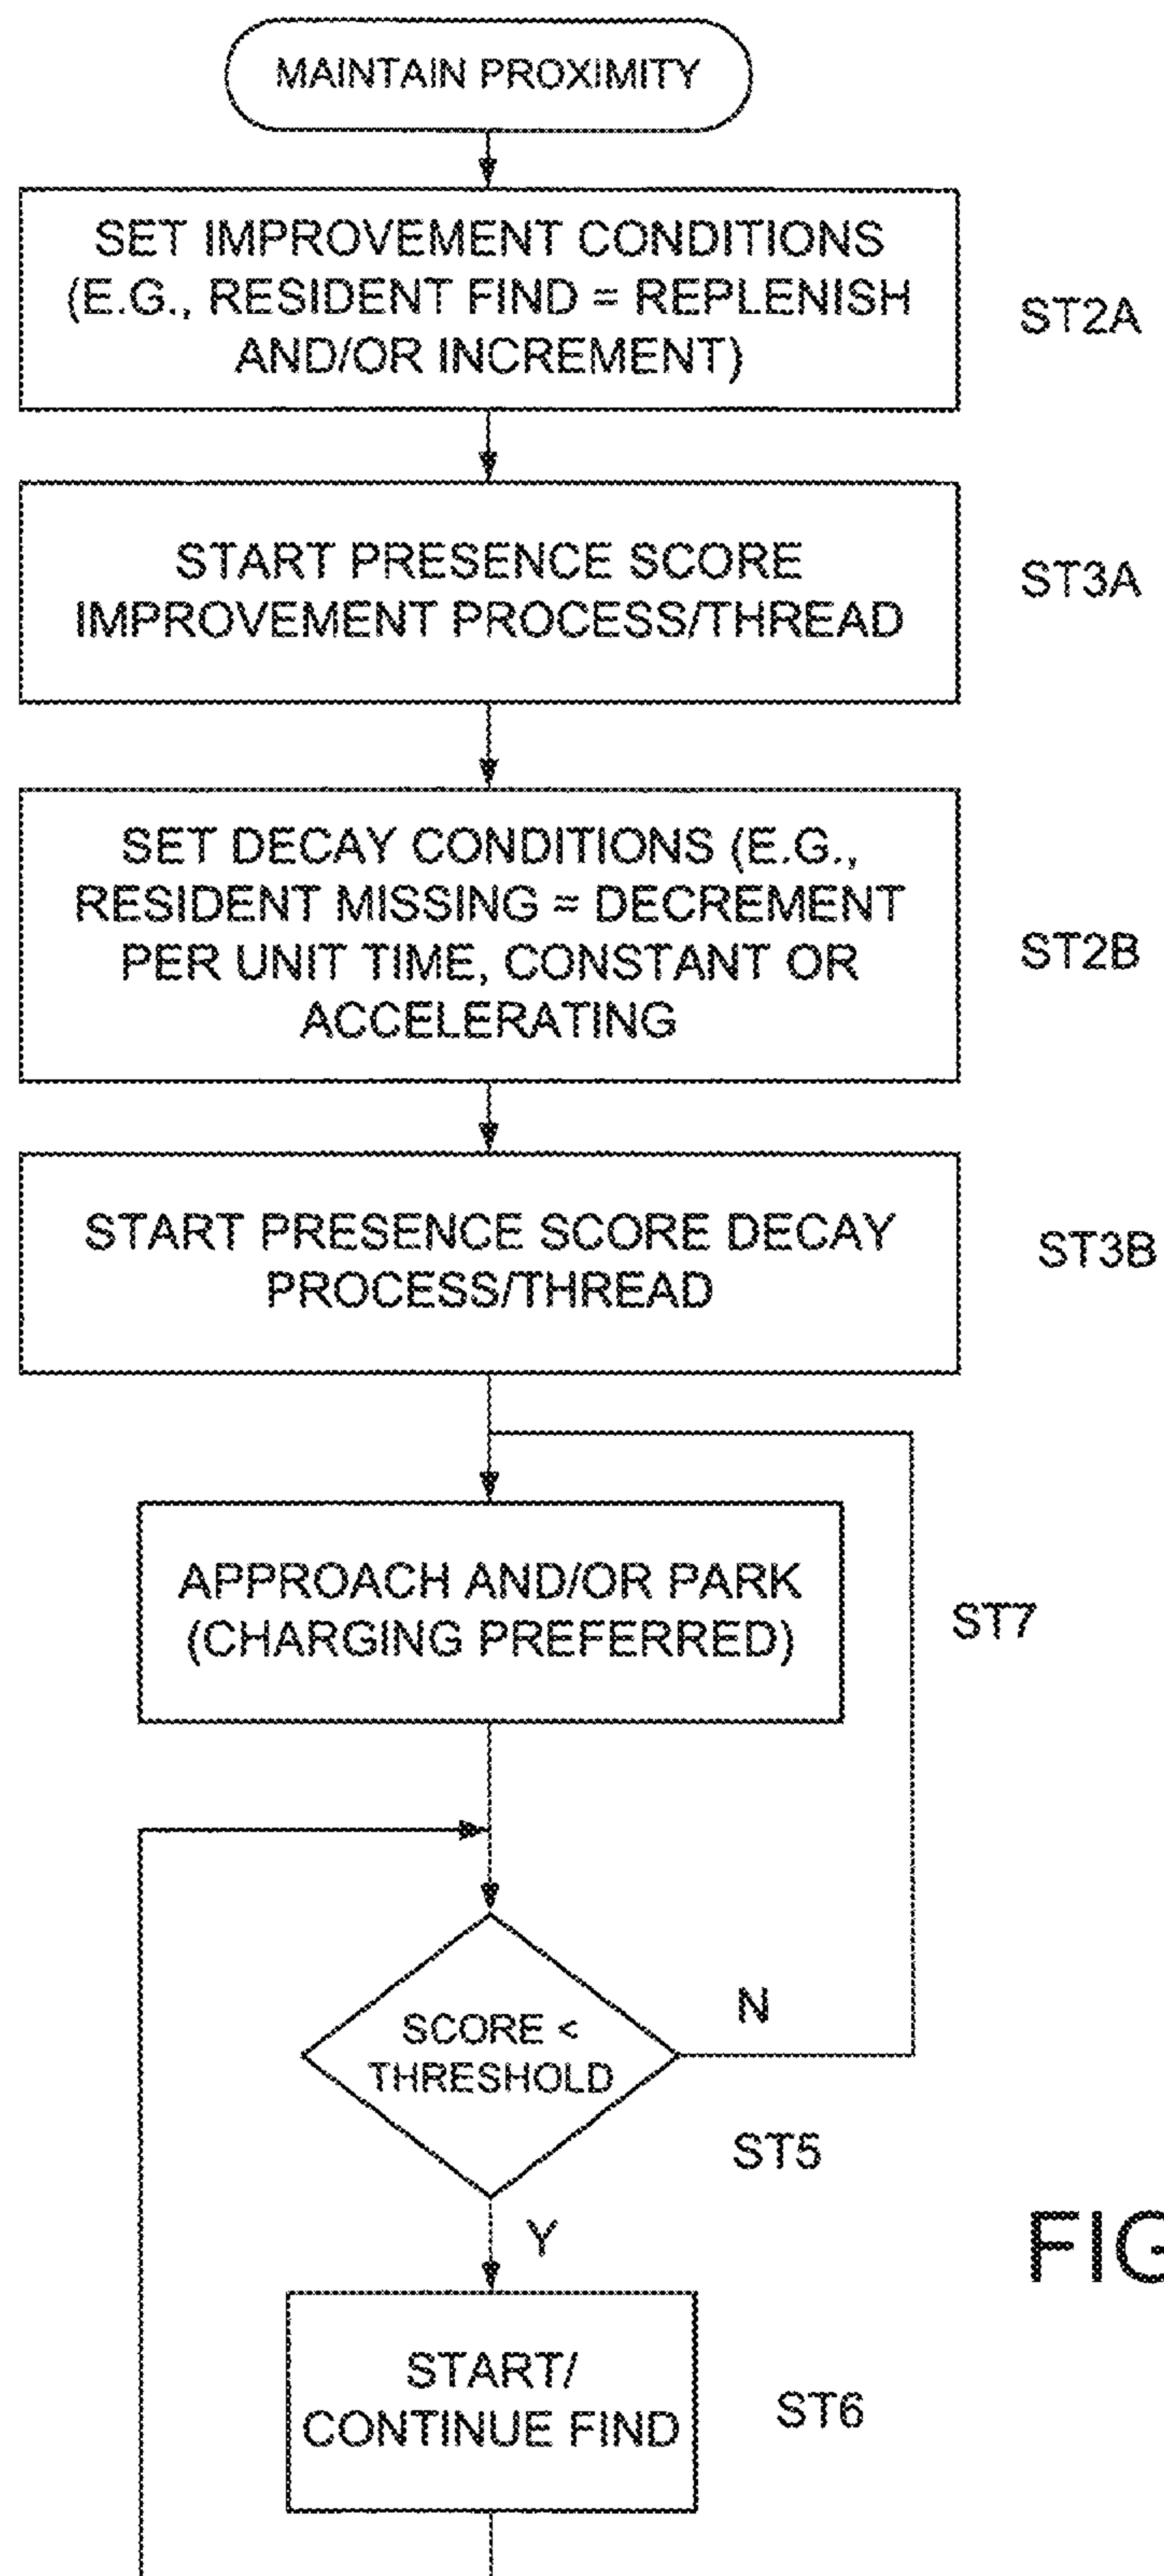 MAINTAIN PROXIMITY
SET IMPROVEMENT CONDITIONS
(E.G., RESIDENT FIND = REPLENISH
AND/OR INCREMENT)
ST2A
START PRESENCE SCORE
IMPROVEMENT PROCESS/THREAD
ST3A
SET DECAY CONDITIONS (E.G.,
RESIDENT MISSING = DECREMENT
PER UNIT TIME, CONSTANT OR
ACCELERATING
ST2B
START PRESENCE SCORE DECAY
PROCESS/THREAD
ST3B
APPROACH AND/OR PARK
(CHARGING PREFERRED)
ST7
SCORE <
THRESHOLD
N
ST5
Y
FIG
START/
CONTINUE FIND
ST6